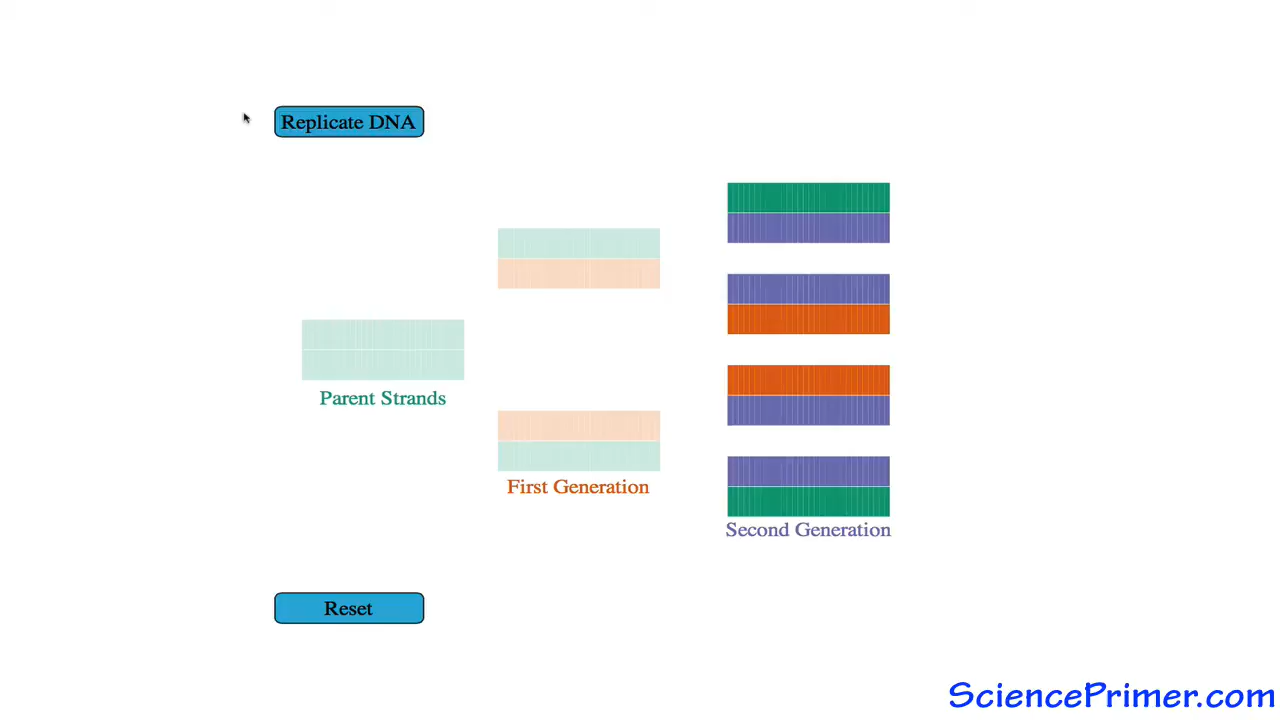 Replicate DNA
Parent Strands
First Generation
Second Generation
Reset
SciencePrimer.com